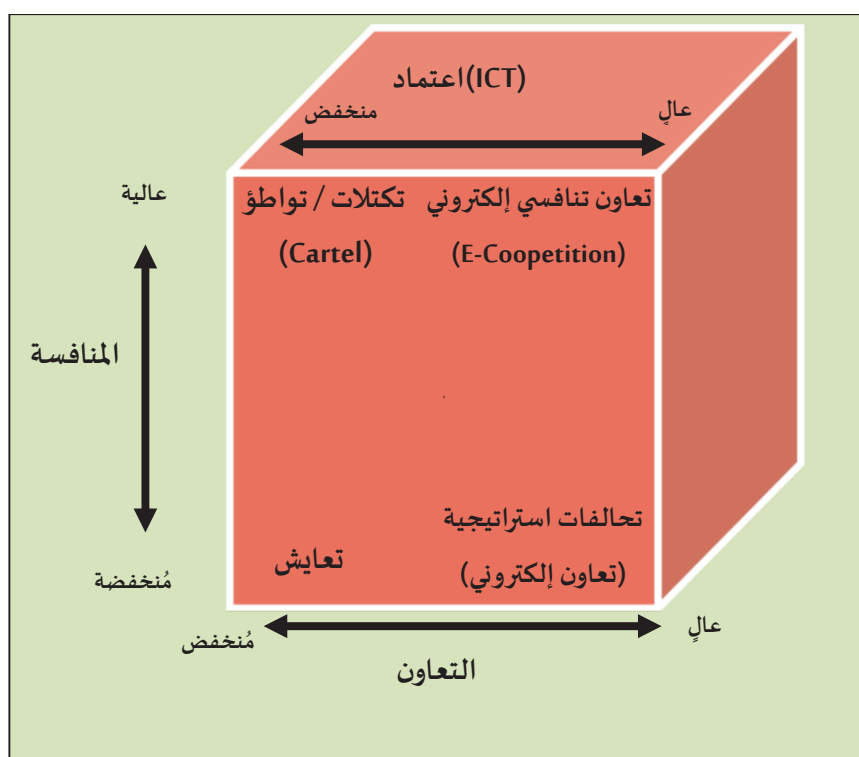 اعتماد(ICT)
عالٍ
منخفض
عالية
تكتلات / تواطؤ
تعاون تنافسي إلكتروني
(Cartel)
(E-Coopetition)
المنافسة
تحالفات استراتيجية
تعايش
(تعاون إلكتروني)
مُنخفضة
مُنخفض
عالٍ
التعاون